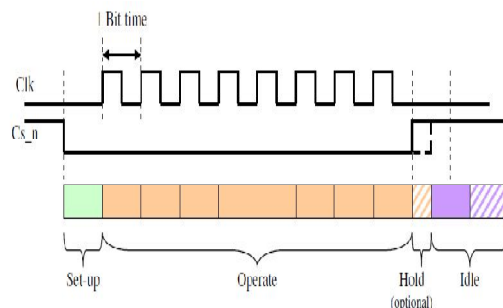 1 Bit time
Clk
Cs_n
Set-up
Operate
Hold
(optional)
Idle